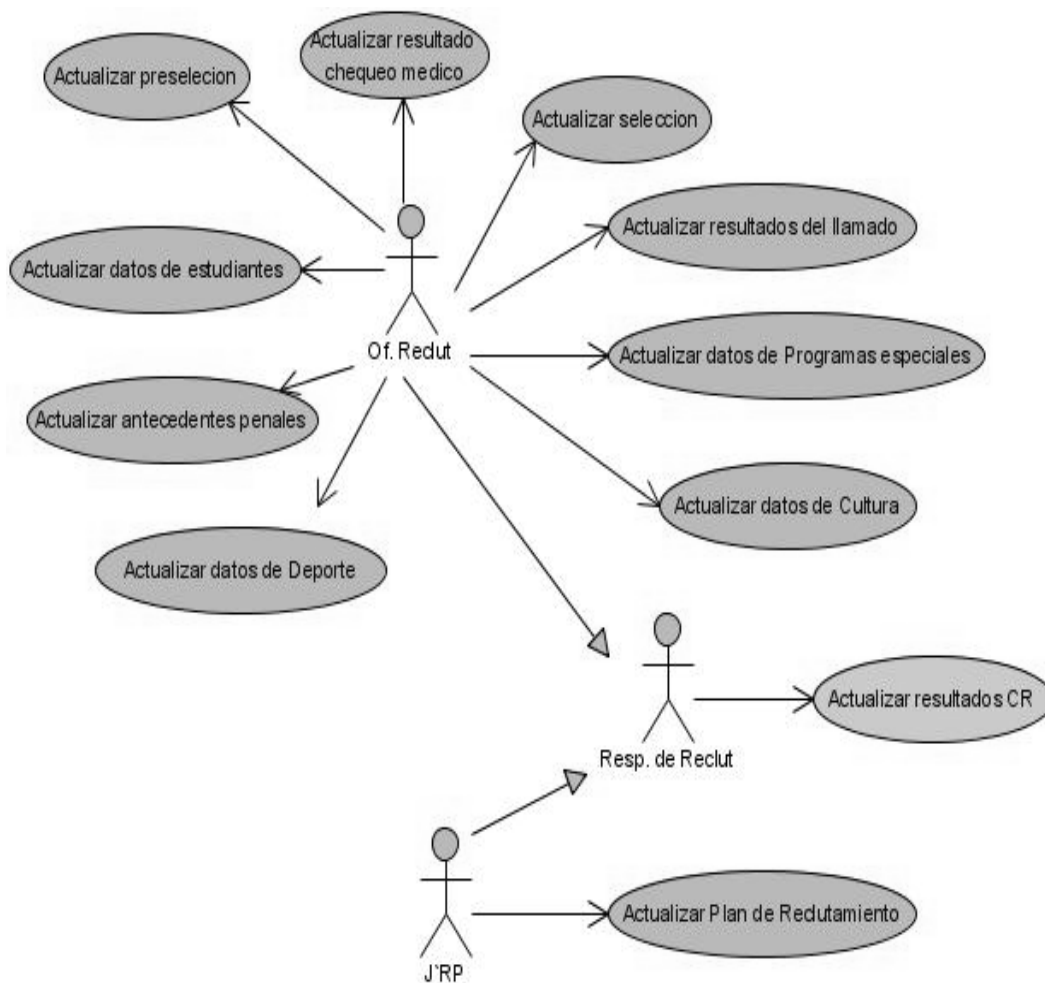 Actualizar resultado
chequeo medico
Actualizar preselecion
Actualizar seleccion
Actualizar resultados del llamado
Actualizar datos de estudiantes
Of. Reclut
Actualizar datos de Programas especiales
Actualizar antecedentes penales
Actualizar datos de Cultura
Actualizar datos de Deporte
Actualizar resultados CR
Resp. de Reclut
Actualizar Plan de Reclutamiento
J`RP